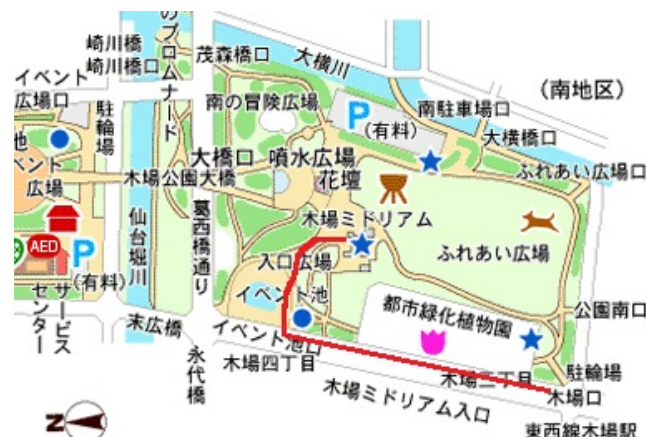 崎川橋
崎川橋口
イベント
広場口
のプロムナード
茂森橋口
大横川
(南地区)
駐輪場
南の冒険広場
P
(有料)
南駐車場口
大横橋口
池
ベント
広場
大橋口
噴水広場
花壇
ふれあい広場口
木場公園大橋
木場ミドリアム
仙台堀川
葛西橋通り
AED
P
(有料)
入口広場
ふれあい広場
イベント池
都市緑化植物園
公園南口
サービス
センター
末広橋
イベント池口
永代橋
木場四丁目
木場二丁目
駐輪場
木場口
木場ミドリアム入口
東西線木場駅
N